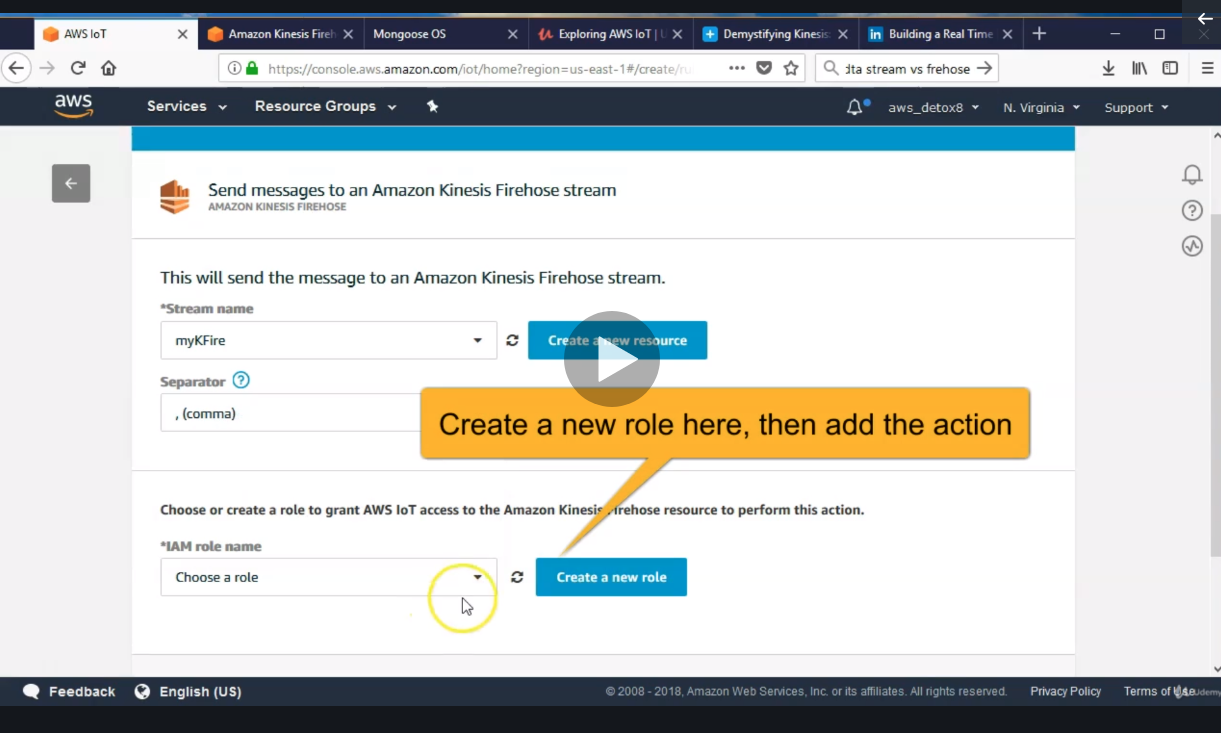 AWS IoT
Amazon Kinesis Fireh
Mongoose OS
Exploring AWS IoT | U
Demystifying Kinesis:
in Building a Real Time
https://console.aws.amazon.com/iot/home?region=us-east-1#/create/ru
dta stream vs frehose
aws Services Resource Groups
aws_detox8 N. Virginia Support
Send messages to an Amazon Kinesis Firehose stream
AMAZON KINESIS FIREHOSE
This will send the message to an Amazon Kinesis Firehose stream.
*Stream name
myKFire
Create a new resource
Separator ?
, (comma)
Create a new role here, then add the action
Choose or create a role to grant AWS IoT access to the Amazon Kinesis Firehose resource to perform this action.
*IAM role name
Choose a role
Create a new role
Feedback English (US)
© 2008 - 2018, Amazon Web Services, Inc. or its affiliates. All rights reserved. Privacy Policy Terms of Use
Udemy